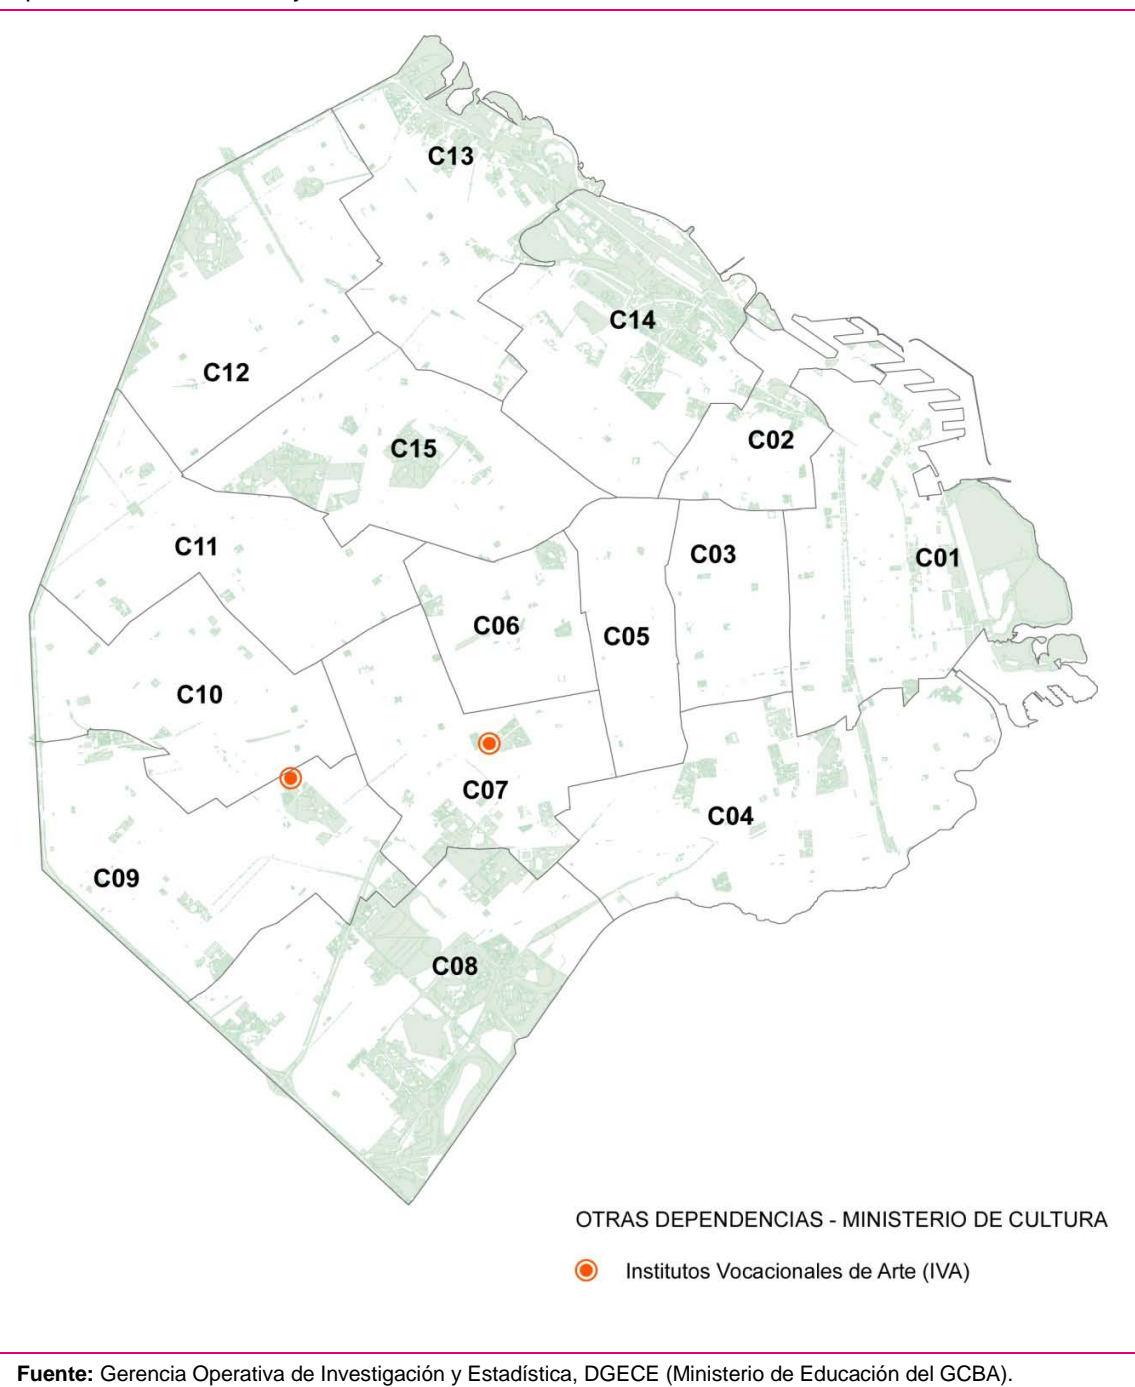 C13
C14
C12
C02
C15
C11
C03
C01
C06
C05
C10
C07
C04
C09
C08
OTRAS DEPENDENCIAS - MINISTERIO DE CULTURA
Institutos Vocacionales de Arte (IVA)
Fuente: Gerencia Operativa de Investigación y Estadística, DGECE (Ministerio de Educación del GCBA).